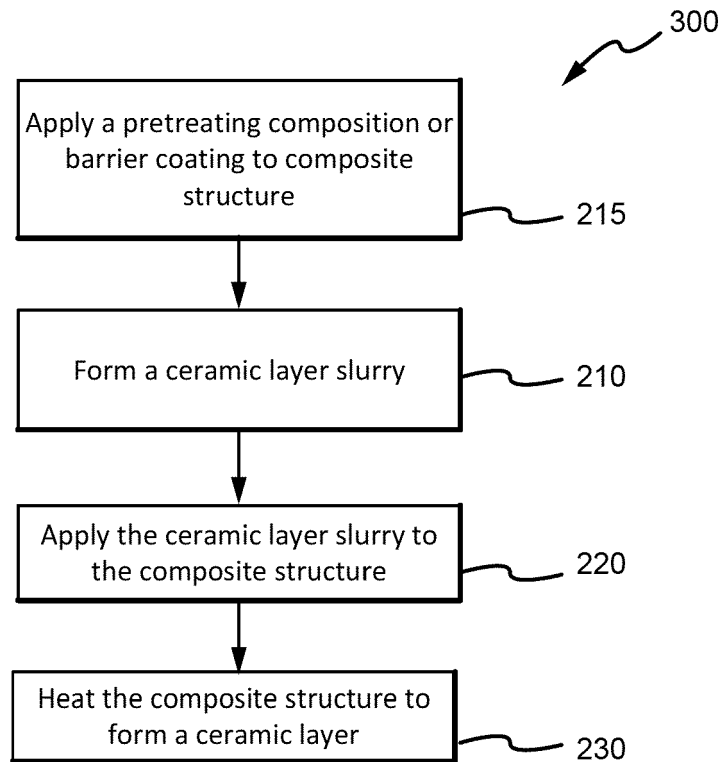 300
Apply a pretreating composition or
barrier coating to composite
structure
215
Form a ceramic layer slurry
210
Apply the ceramic layer slurry to
the composite structure
220
Heat the composite structure to
form a ceramic layer
230